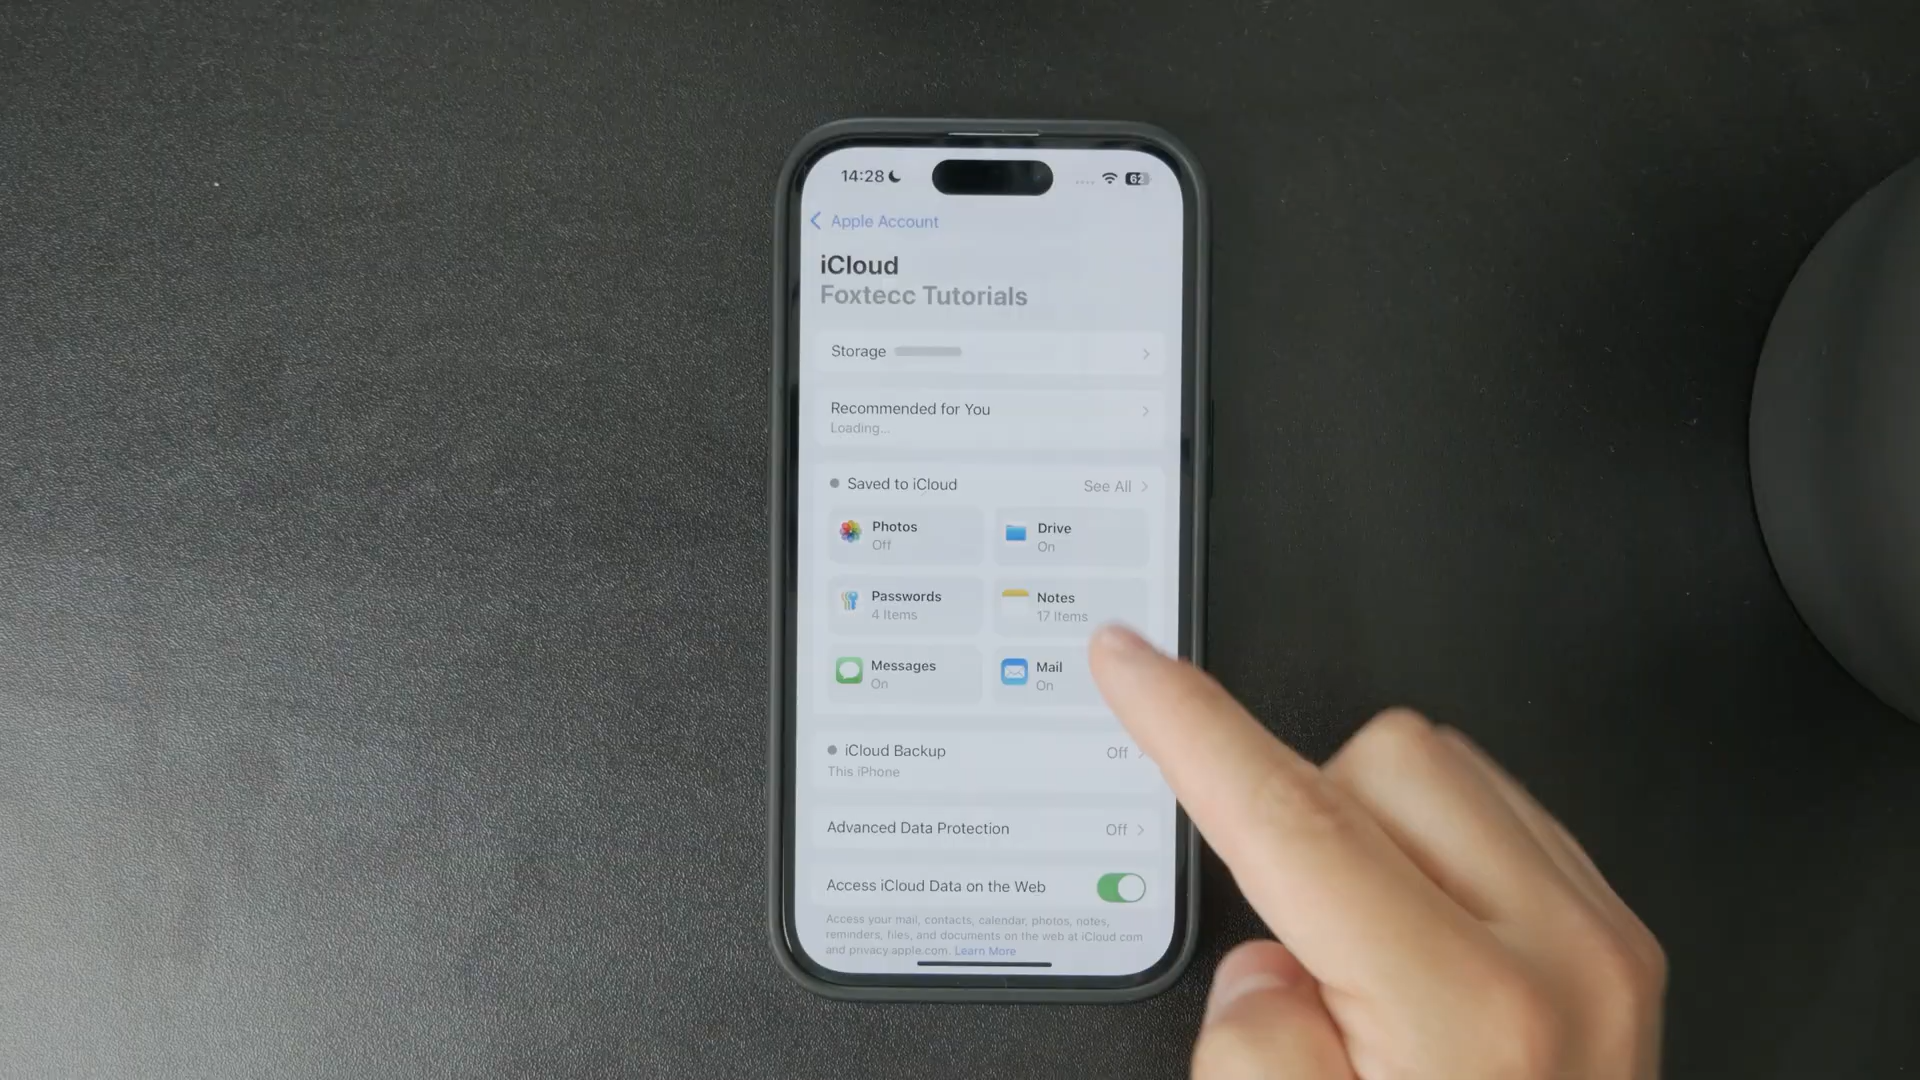 14:28
62
Apple Account
iCloud
Foxtecc Tutorials
Storage
Recommended for You
Loading...
Saved to iCloud
See All
Photos
Off
Drive
On
Passwords
4 Items
Notes
17 Items
Messages
On
Mail
On
iCloud Backup
Off
This iPhone
Advanced Data Protection
Off
Access iCloud Data on the Web
Access your mail, contacts, calendar, photos, notes,
reminders, files, and documents on the web at iCloud.com
and privacy.apple.com. Learn More